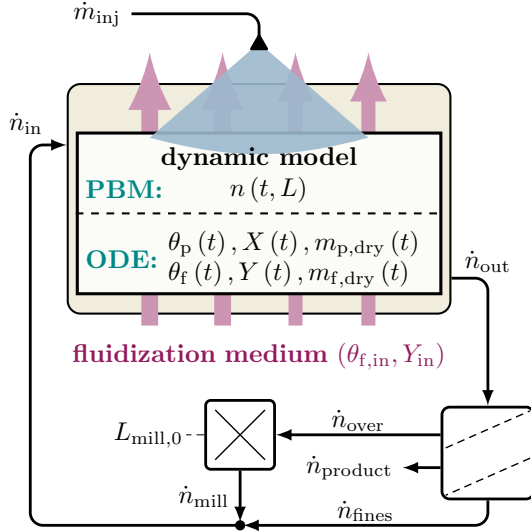 ṁ_inj
ṅ_in
dynamic model
PBM: n(t, L)
ODE: θ_p(t), X(t), m_p,dry(t)
θ_f(t), Y(t), m_f,dry(t)
ṅ_out
fluidization medium (θ_f,in, Y_in)
L_mill,0
ṅ_over
ṅ_product
ṅ_mill
ṅ_fines